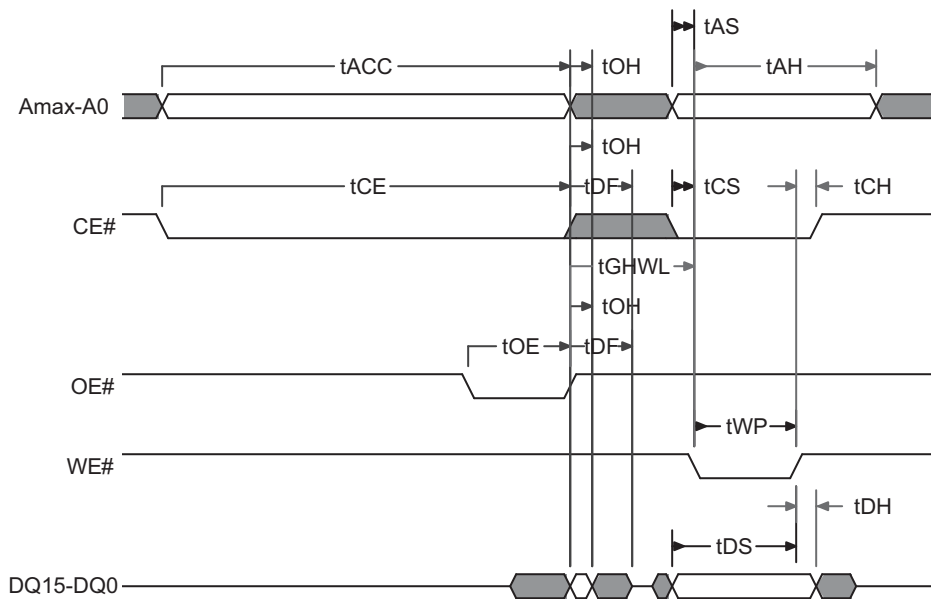 tAS
tACC tOH tAH
Amax-A0
tOH
tCE tDF tCS tCH
CE#
tGHWL
tOH
tOE tDF
OE#
tWP
WE#
tDH
tDS
DQ15-DQ0